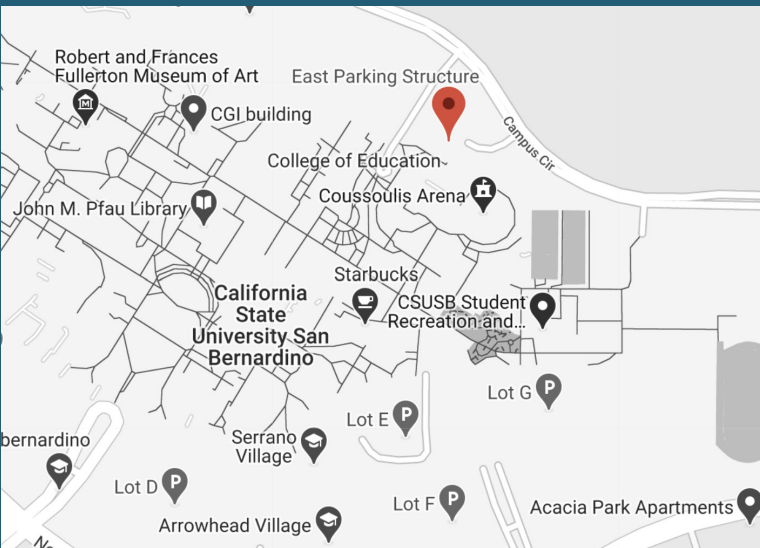 Robert and Frances
Fullerton Museum of Art
East Parking Structure
CGI building
Campus Cir
College of Education
Coussoulis Arena
John M. Pfau Library
Starbucks
California
State
University San
Bernardino
CSUSB Student
Recreation and...
Lot G
P
Lot E
P
bernardino
Serrano
Village
Lot D
P
Lot F
P
Acacia Park Apartments
Arrowhead Village
No
M